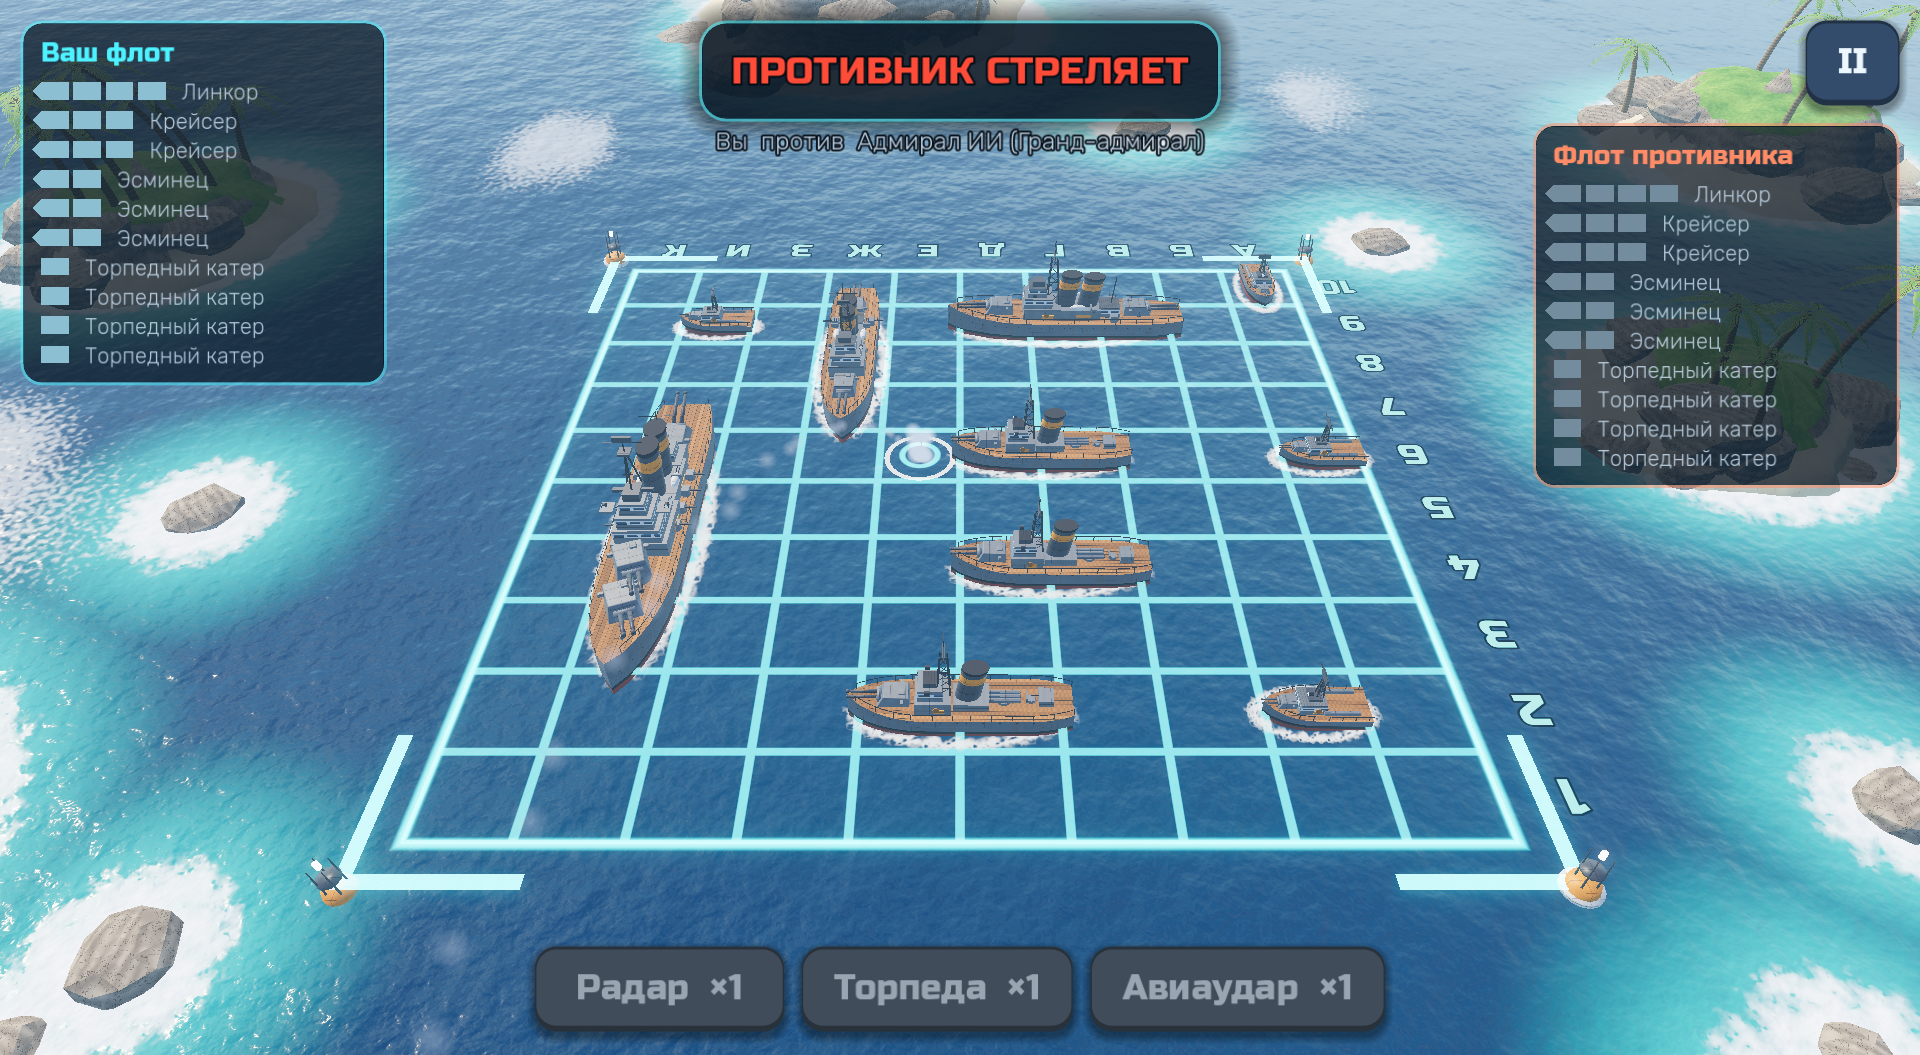 Ваш флот
Линкор
Крейсер
Крейсер
Эсминец
Эсминец
Эсминец
Торпедный катер
Торпедный катер
Торпедный катер
Торпедный катер
ПРОТИВНИК СТРЕЛЯЕТ
Вы против Адмирал ИИ (Гранд-адмирал)
II
Флот противника
Линкор
Крейсер
Крейсер
Эсминец
Эсминец
Эсминец
Торпедный катер
Торпедный катер
Торпедный катер
Торпедный катер
К И З Ж Е Д Г В Б А
10
9
8
7
6
5
4
3
2
1
Радар ×1
Торпеда ×1
Авиаудар ×1